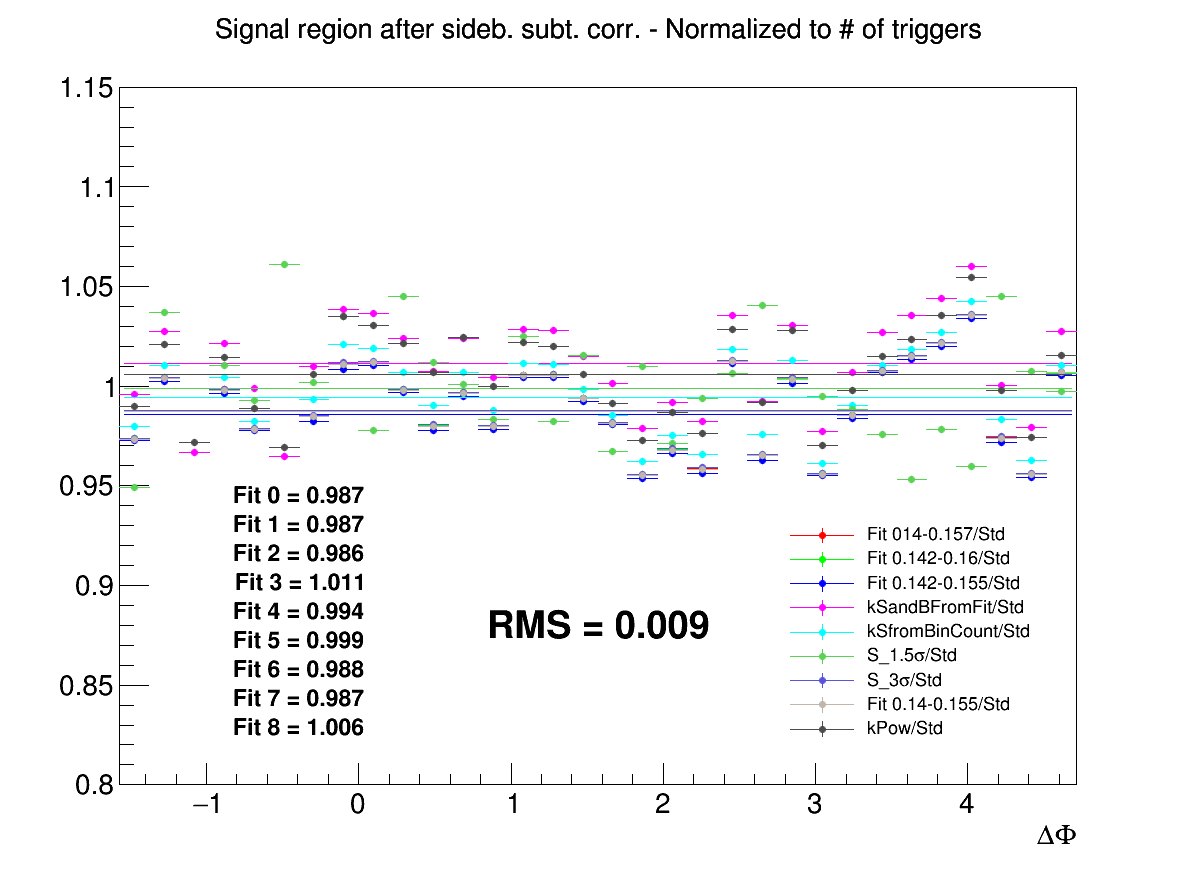 Signal region after sideb. subt. corr. - Normalized to # of triggers
1.15
1.1
1.05
1
0.95
0.9
0.85
0.8
Fit 0 = 0.987
Fit 1 = 0.987
Fit 2 = 0.986
Fit 3 = 1.011
Fit 4 = 0.994
Fit 5 = 0.999
Fit 6 = 0.988
Fit 7 = 0.987
Fit 8 = 1.006
RMS = 0.009
Fit 014-0.157/Std
Fit 0.142-0.16/Std
Fit 0.142-0.155/Std
kSandBFromFit/Std
kSfromBinCount/Std
S_1.5σ/Std
S_3σ/Std
Fit 0.14-0.155/Std
kPow/Std
−1 0 1 2 3 4
ΔΦ